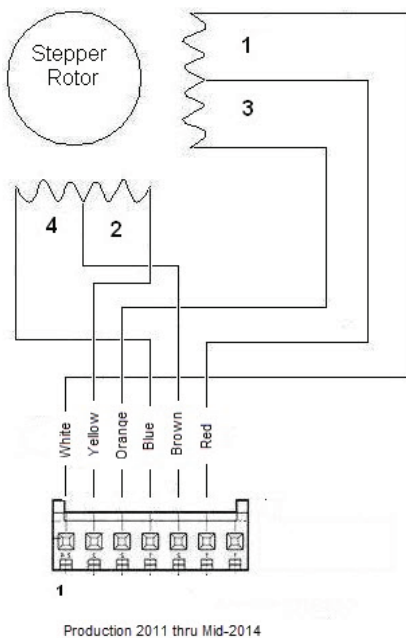 Stepper
Rotor
1
3
4 2
White
Yellow
Orange
Blue
Brown
Red
1
Production 2011 thru Mid-2014